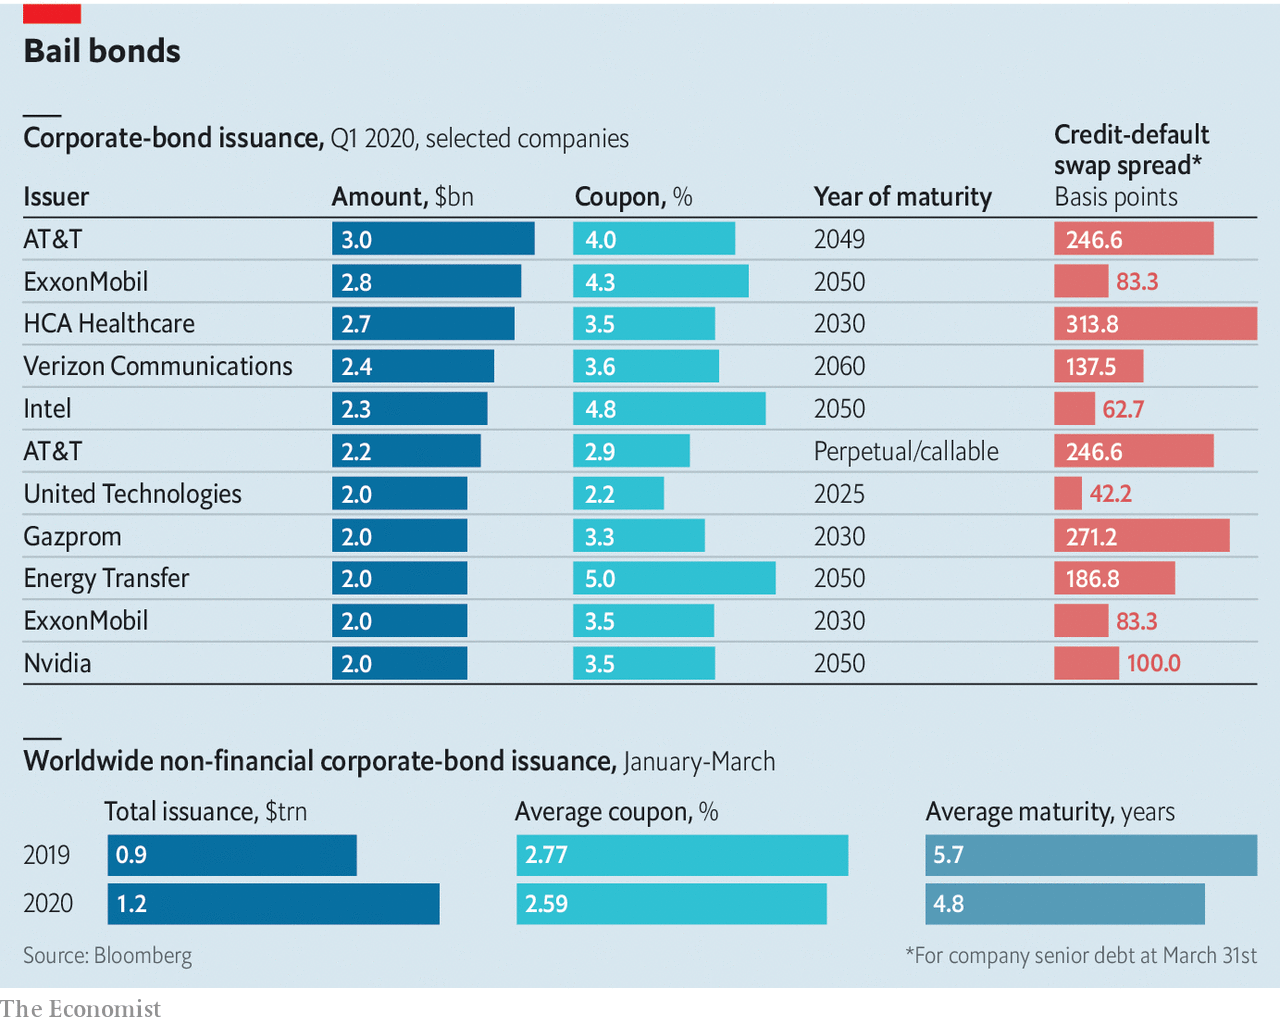 Bail bonds
Corporate-bond issuance, Q1 2020, selected companies
Credit-default
swap spread*
Issuer Amount, $bn Coupon, % Year of maturity Basis points
AT&T 3.0 4.0 2049 246.6
ExxonMobil 2.8 4.3 2050 83.3
HCA Healthcare 2.7 3.5 2030 313.8
Verizon Communications 2.4 3.6 2060 137.5
Intel 2.3 4.8 2050 62.7
AT&T 2.2 2.9 Perpetual/callable 246.6
United Technologies 2.0 2.2 2025 42.2
Gazprom 2.0 3.3 2030 271.2
Energy Transfer 2.0 5.0 2050 186.8
ExxonMobil 2.0 3.5 2030 83.3
Nvidia 2.0 3.5 2050 100.0
Worldwide non-financial corporate-bond issuance, January-March
Total issuance, $trn Average coupon, % Average maturity, years
2019 0.9 2.77 5.7
2020 1.2 2.59 4.8
Source: Bloomberg *For company senior debt at March 31st
The Economist